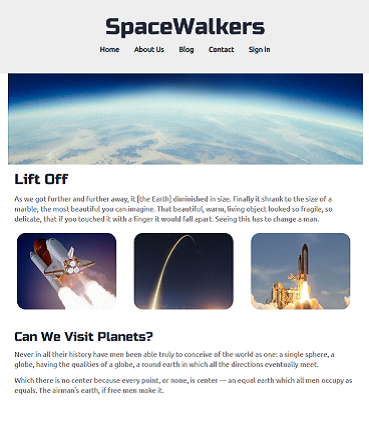 SpaceWalkers
Home About Us Blog Contact Sign In
Lift Off
As we got further and further away, it [the Earth] diminished in size. Finally it shrank to the size of a
marble, the most beautiful you can imagine. That beautiful, warm, living object looked so fragile, so
delicate, that if you touched it with a finger it would fall apart. Seeing this has to change a man.
Can We Visit Planets?
Never in all their history have men been able truly to conceive of the world as one: a single sphere, a
globe, having the qualities of a globe, a round earth in which all the directions eventually meet.
Which there is no center because every point, or none, is center — an equal earth which all men occupy as
equals. The airman's earth, if free men make it.